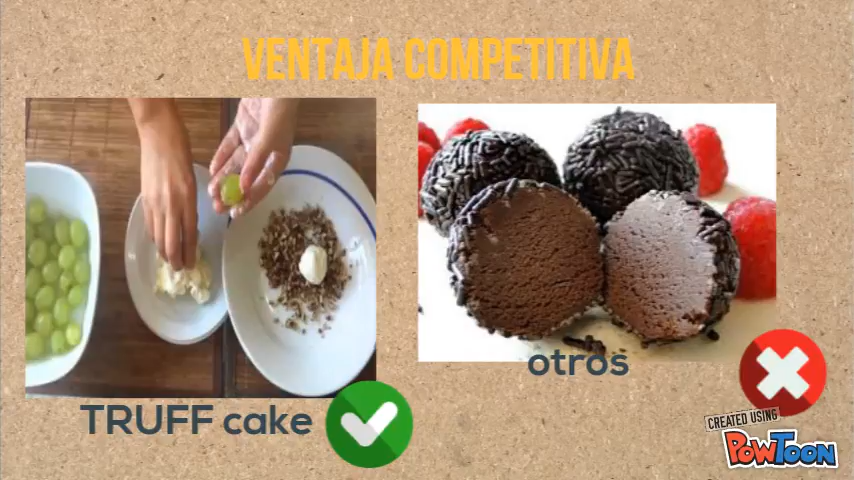 VENTAJA COMPETITIVA
TRUFF cake
otros
CREATED USING
POWTOON